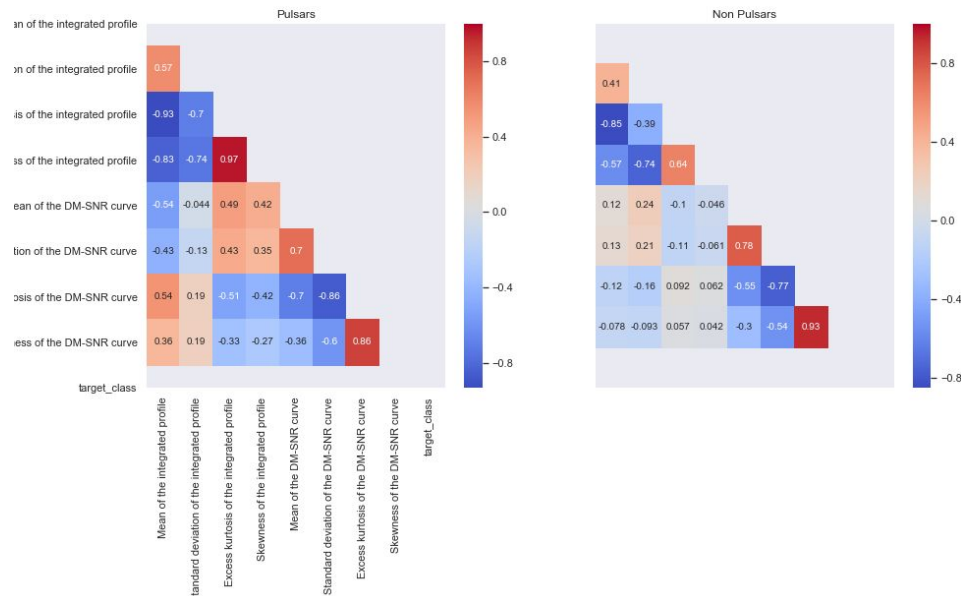 Pulsars
Non Pulsars
an of the integrated profile
on of the integrated profile
0.57
0.41
is of the integrated profile
-0.93 -0.7
-0.85 -0.39
ss of the integrated profile
-0.83 -0.74 0.97
-0.57 -0.74 0.64
ean of the DM-SNR curve
-0.54 -0.044 0.49 0.42
0.12 0.24 -0.1 -0.046
tion of the DM-SNR curve
-0.43 -0.13 0.43 0.35 0.7
0.13 0.21 -0.11 -0.061 0.78
osis of the DM-SNR curve
0.54 0.19 -0.51 -0.42 -0.7 -0.86
-0.12 -0.16 0.092 0.062 -0.55 -0.77
ness of the DM-SNR curve
0.36 0.19 -0.33 -0.27 -0.36 -0.6 0.86
-0.078 -0.093 0.057 0.042 -0.3 -0.54 0.93
target_class
0.8
0.4
0.0
−0.4
−0.8
0.8
0.4
0.0
−0.4
−0.8
Mean of the integrated profile
tandard deviation of the integrated profile
Excess kurtosis of the integrated profile
Skewness of the integrated profile
Mean of the DM-SNR curve
Standard deviation of the DM-SNR curve
Excess kurtosis of the DM-SNR curve
Skewness of the DM-SNR curve
target_class